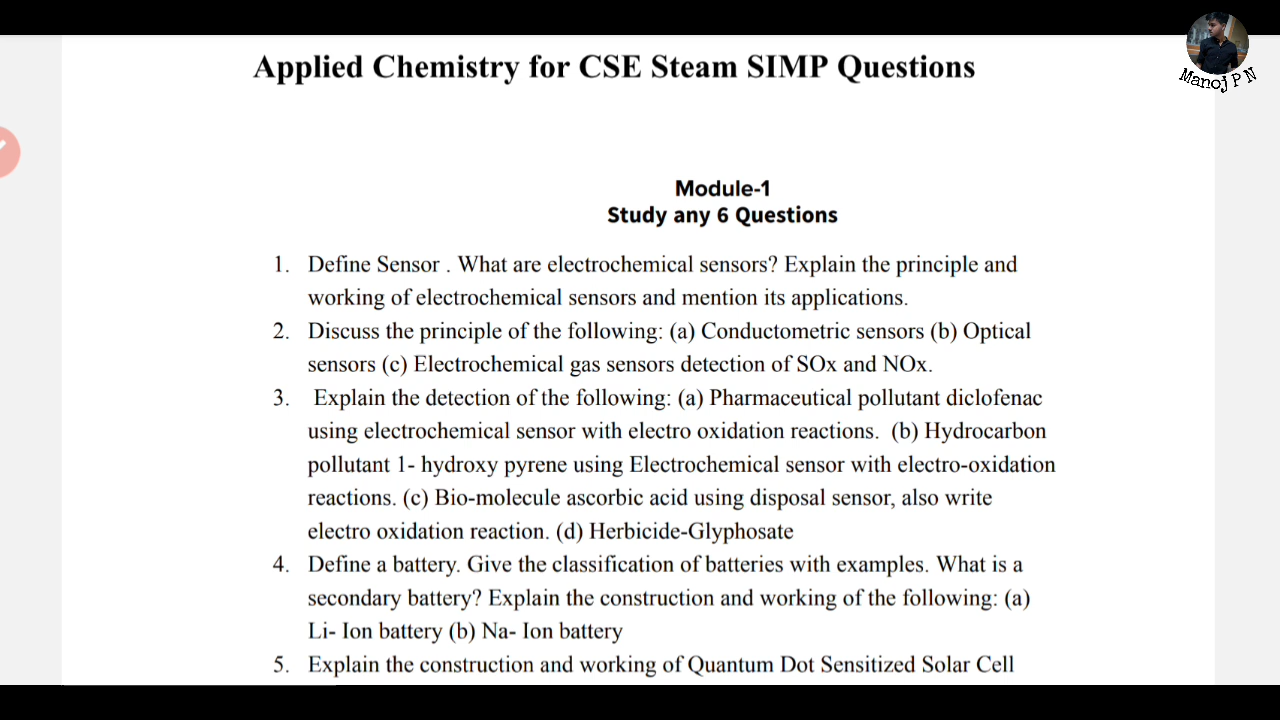 Applied Chemistry for CSE Steam SIMP Questions
Manoj P N
Module-1
Study any 6 Questions
1. Define Sensor . What are electrochemical sensors? Explain the principle and
working of electrochemical sensors and mention its applications.
2. Discuss the principle of the following: (a) Conductometric sensors (b) Optical
sensors (c) Electrochemical gas sensors detection of SOx and NOx.
3. Explain the detection of the following: (a) Pharmaceutical pollutant diclofenac
using electrochemical sensor with electro oxidation reactions. (b) Hydrocarbon
pollutant 1- hydroxy pyrene using Electrochemical sensor with electro-oxidation
reactions. (c) Bio-molecule ascorbic acid using disposal sensor, also write
electro oxidation reaction. (d) Herbicide-Glyphosate
4. Define a battery. Give the classification of batteries with examples. What is a
secondary battery? Explain the construction and working of the following: (a)
Li- Ion battery (b) Na- Ion battery
5. Explain the construction and working of Quantum Dot Sensitized Solar Cell